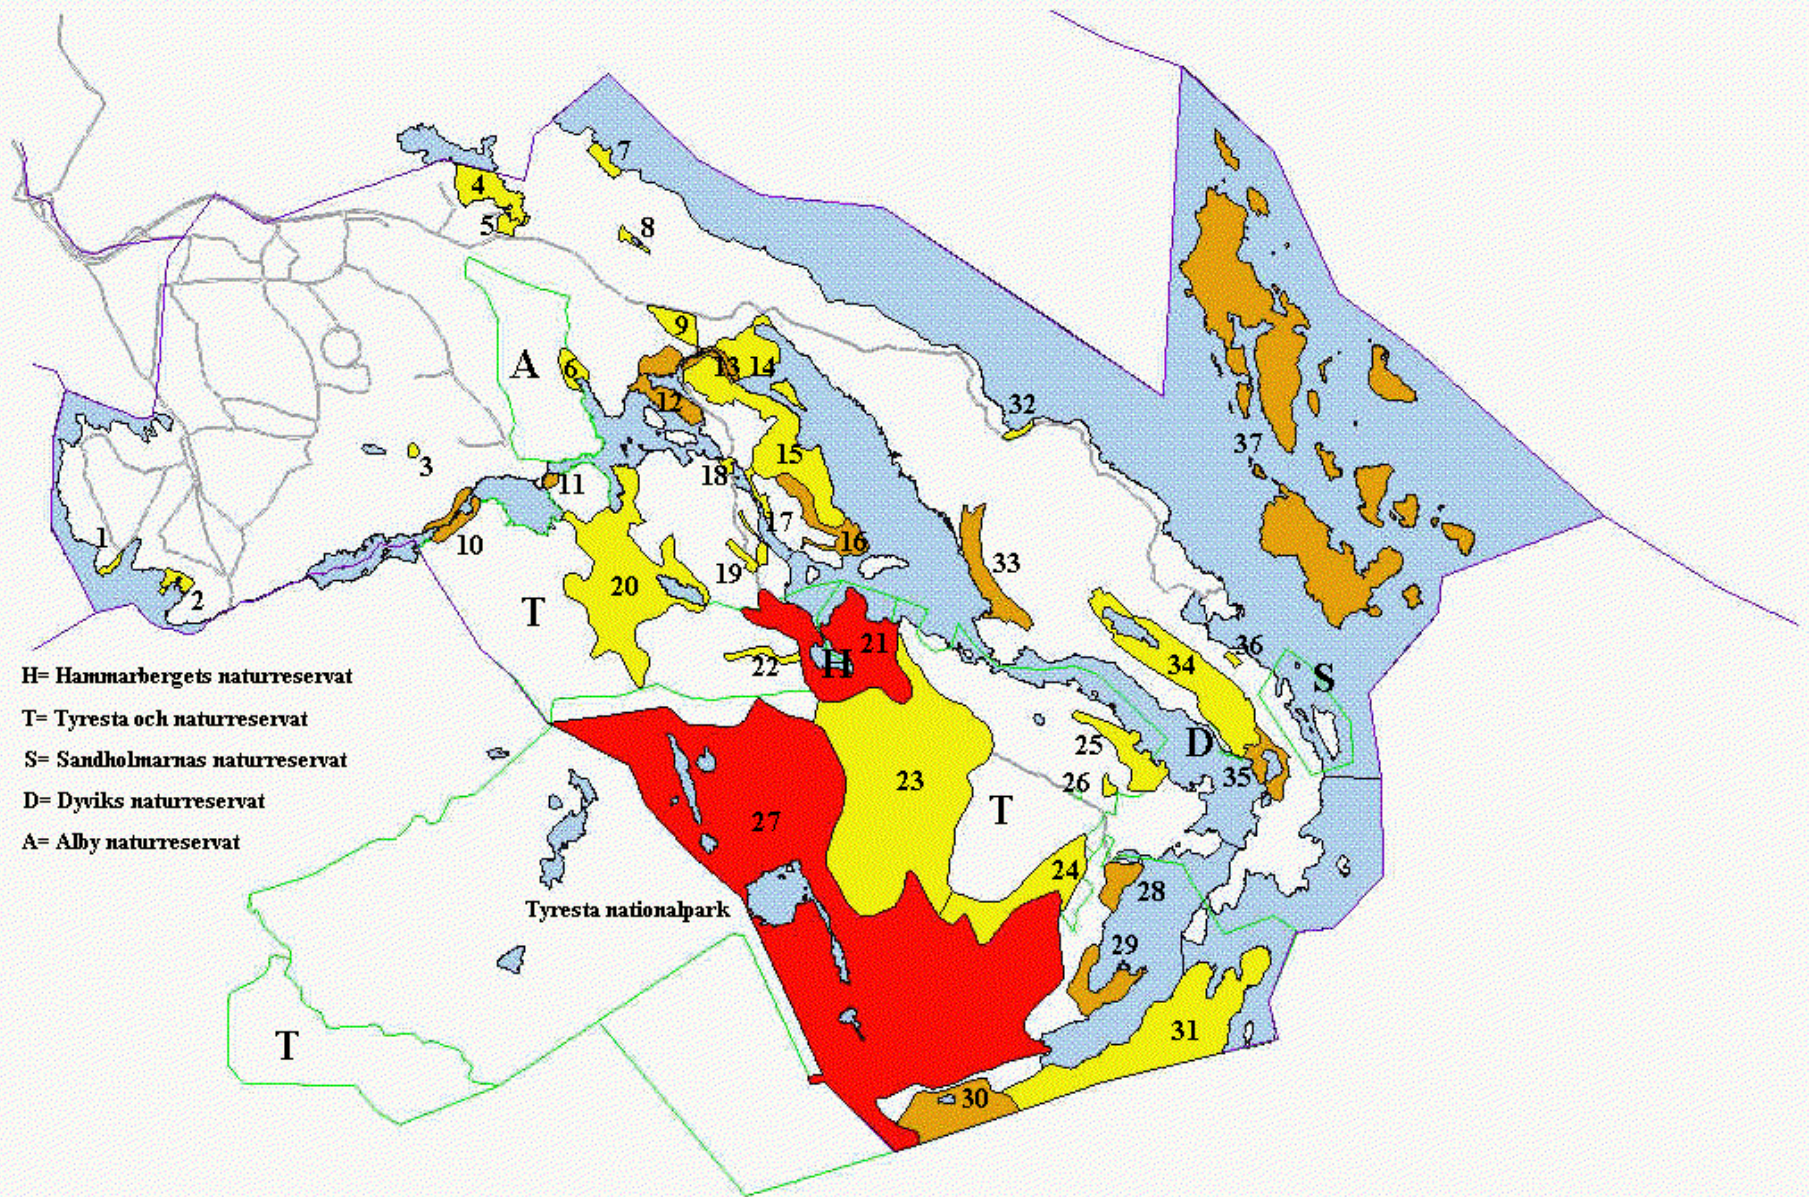 7
4
5
8
9
A
6
13
14
12
32
37
3
15
18
11
1
17
10
16
33
19
20
2
T
21
36
H
22
34
S
H= Hammarbergets naturreservat
T= Tyresta och naturreservat
S= Sandholmarnas naturreservat
D= Dyviks naturreservat
A= Alby naturreservat
25
D
26
35
23
T
27
24
28
Tyresta nationalpark
29
31
T
30